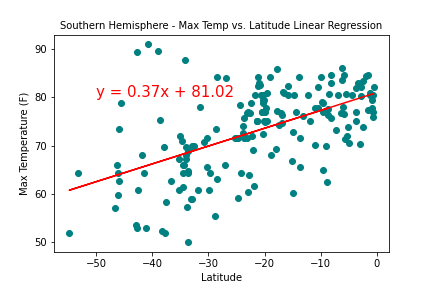 Southern Hemisphere - Max Temp vs. Latitude Linear Regression
90
80
70
60
50
Max Temperature (F)
y = 0.37x + 81.02
−50
−40
−30
−20
−10
0
Latitude